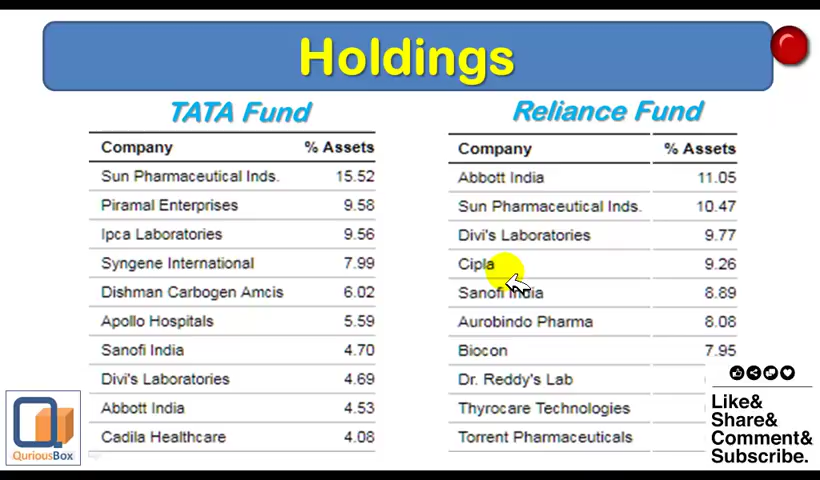 Holdings
TATA Fund
Company % Assets
Sun Pharmaceutical Inds. 15.52
Piramal Enterprises 9.58
Ipca Laboratories 9.56
Syngene International 7.99
Dishman Carbogen Amcis 6.02
Apollo Hospitals 5.59
Sanofi India 4.70
Divi's Laboratories 4.69
Abbott India 4.53
Cadila Healthcare 4.08
Reliance Fund
Company % Assets
Abbott India 11.05
Sun Pharmaceutical Inds. 10.47
Divi's Laboratories 9.77
Cipla 9.26
Sanofi India 8.89
Aurobindo Pharma 8.08
Biocon 7.95
Dr. Reddy's Lab
Thyrocare Technologies
Torrent Pharmaceuticals
QuriousBox
Like&
Share&
Comment&
Subscribe.